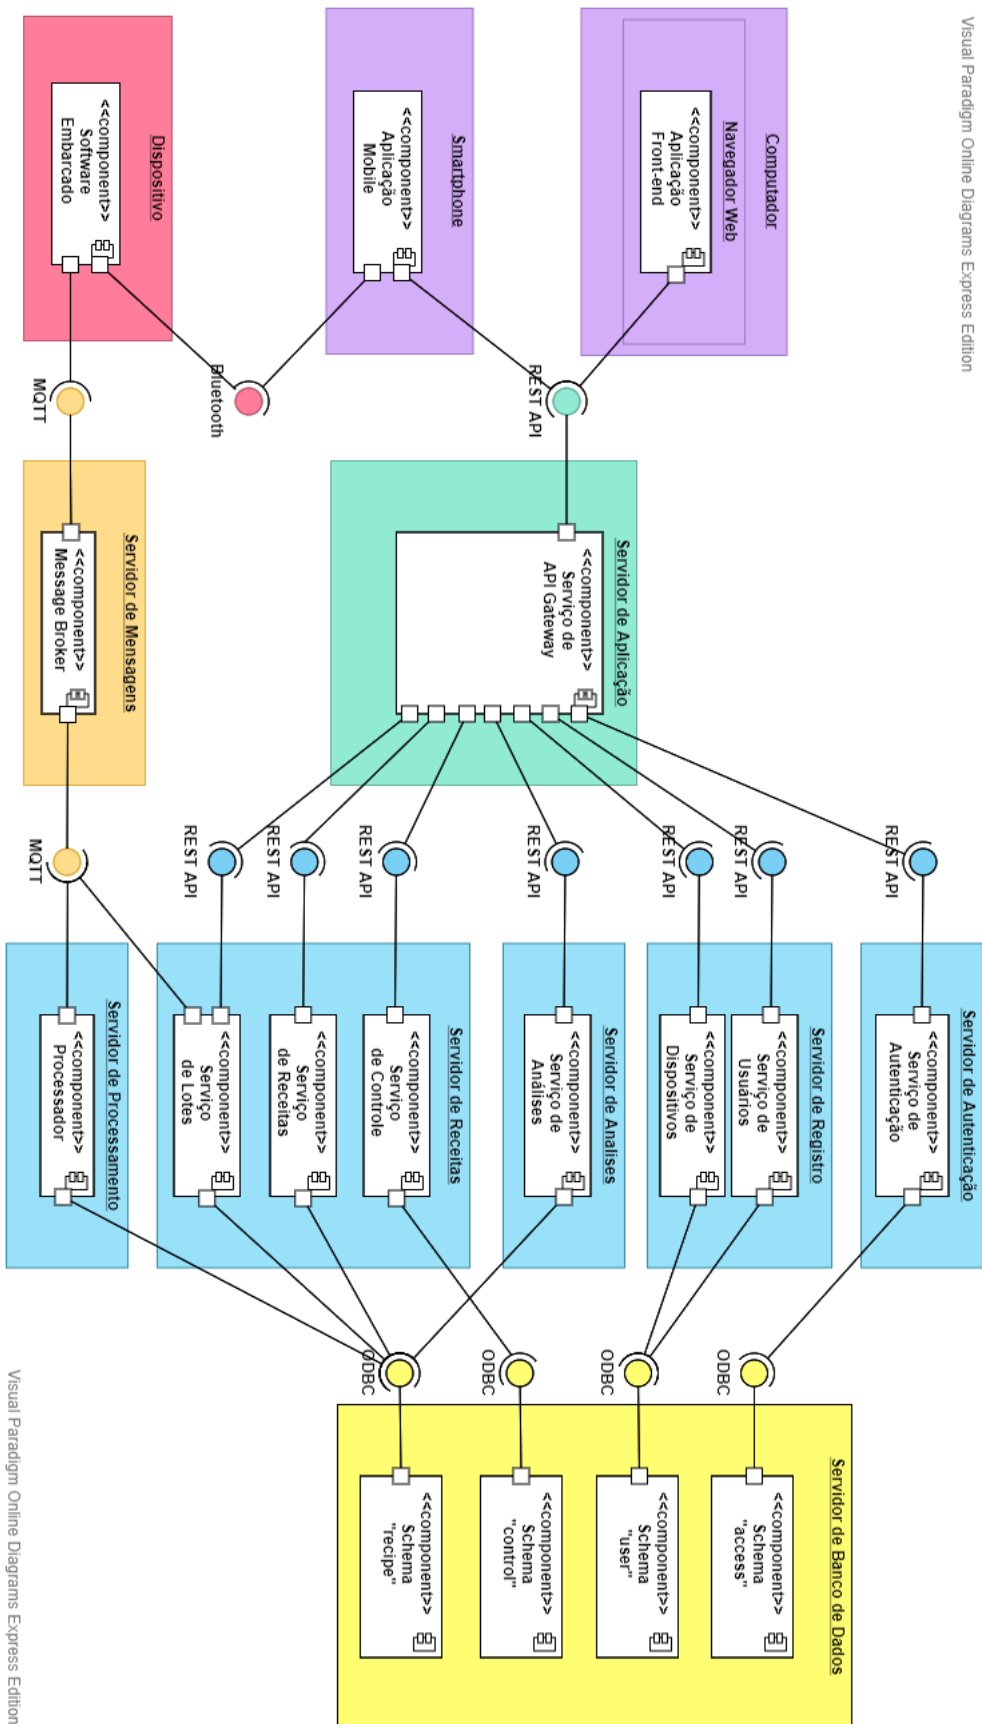 Visual Paradigm Online Diagrams Express Edition
Computador
Navegador Web
<<component>>
Aplicação
Front-end
Smartphone
<<component>>
Aplicação
Mobile
Dispositivo
<<component>>
Software
Embarcado
REST API
Bluetooth
MQTT
Servidor de Aplicação
<<component>>
Serviço de
API Gateway
Servidor de Mensagens
<<component>>
Message Broker
REST API
REST API
REST API
REST API
REST API
REST API
REST API
MQTT
Servidor de Autenticação
<<component>>
Serviço de
Autenticação
Servidor de Registro
<<component>>
Serviço de
Usuários
<<component>>
Serviço de
Dispositivos
Servidor de Analises
<<component>>
Serviço de
Análises
Servidor de Receitas
<<component>>
Serviço
de Controle
<<component>>
Serviço
de Receitas
<<component>>
Serviço
de Lotes
Servidor de Processamento
<<component>>
Processador
ODBC
ODBC
ODBC
ODBC
Servidor de Banco de Dados
<<component>>
Schema
"access"
<<component>>
Schema
"user"
<<component>>
Schema
"control"
<<component>>
Schema
"recipe"
Visual Paradigm Online Diagrams Express Edition